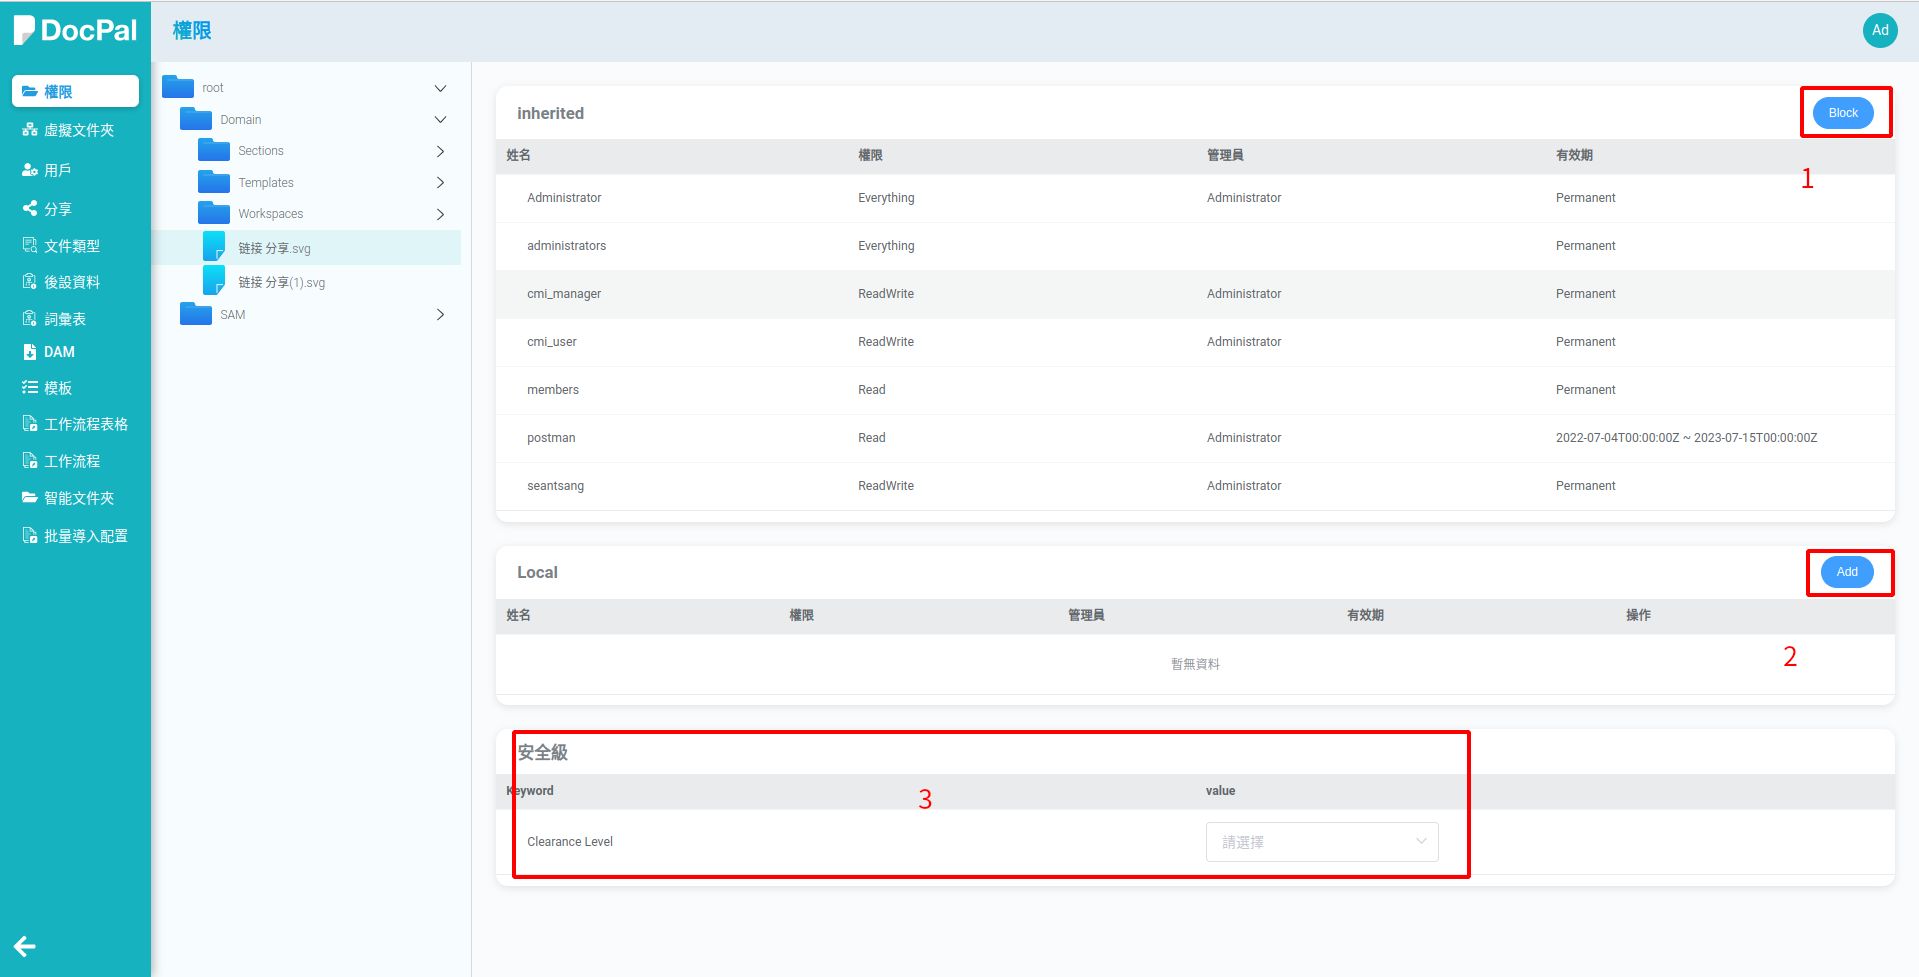 DocPal
權限
Ad
權限
虛擬文件夾
用戶
分享
文件類型
後設資料
詞彙表
DAM
模板
工作流程表格
工作流程
智能文件夾
批量導入配置
root
Domain
Sections
Templates
Workspaces
链接 分享.svg
链接 分享(1).svg
SAM
inherited
Block
姓名 權限 管理員 有效期
1
Administrator Everything Administrator Permanent
administrators Everything Permanent
cmi_manager ReadWrite Administrator Permanent
cmi_user ReadWrite Administrator Permanent
members Read Permanent
postman Read Administrator 2022-07-04T00:00:00Z ~ 2023-07-15T00:00:00Z
seantsang ReadWrite Administrator Permanent
Local
Add
姓名 權限 管理員 有效期 操作
2
暫無資料
安全級
Keyword value
3
Clearance Level 請選擇